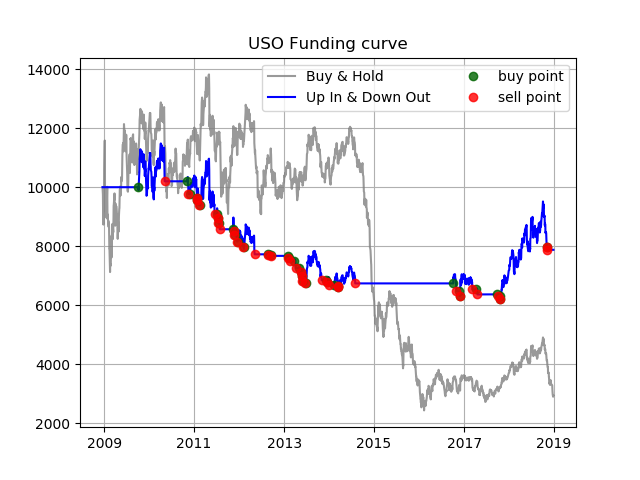 USO Funding curve
Buy & Hold
Up In & Down Out
buy point
sell point
14000
12000
10000
8000
6000
4000
2000
2009 2011 2013 2015 2017 2019